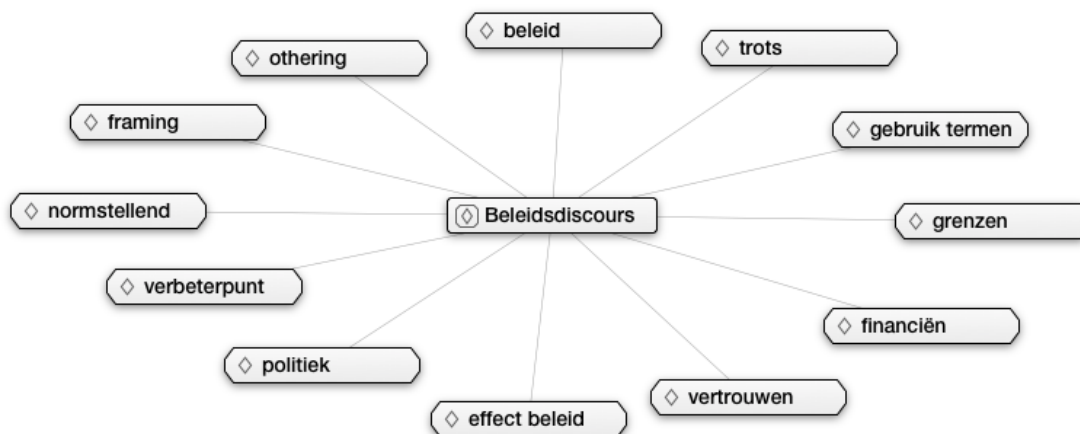 beleid
trots
othering
framing
gebruik termen
normstellend
Beleidsdiscours
grenzen
verbeterpunt
financiën
politiek
vertrouwen
effect beleid